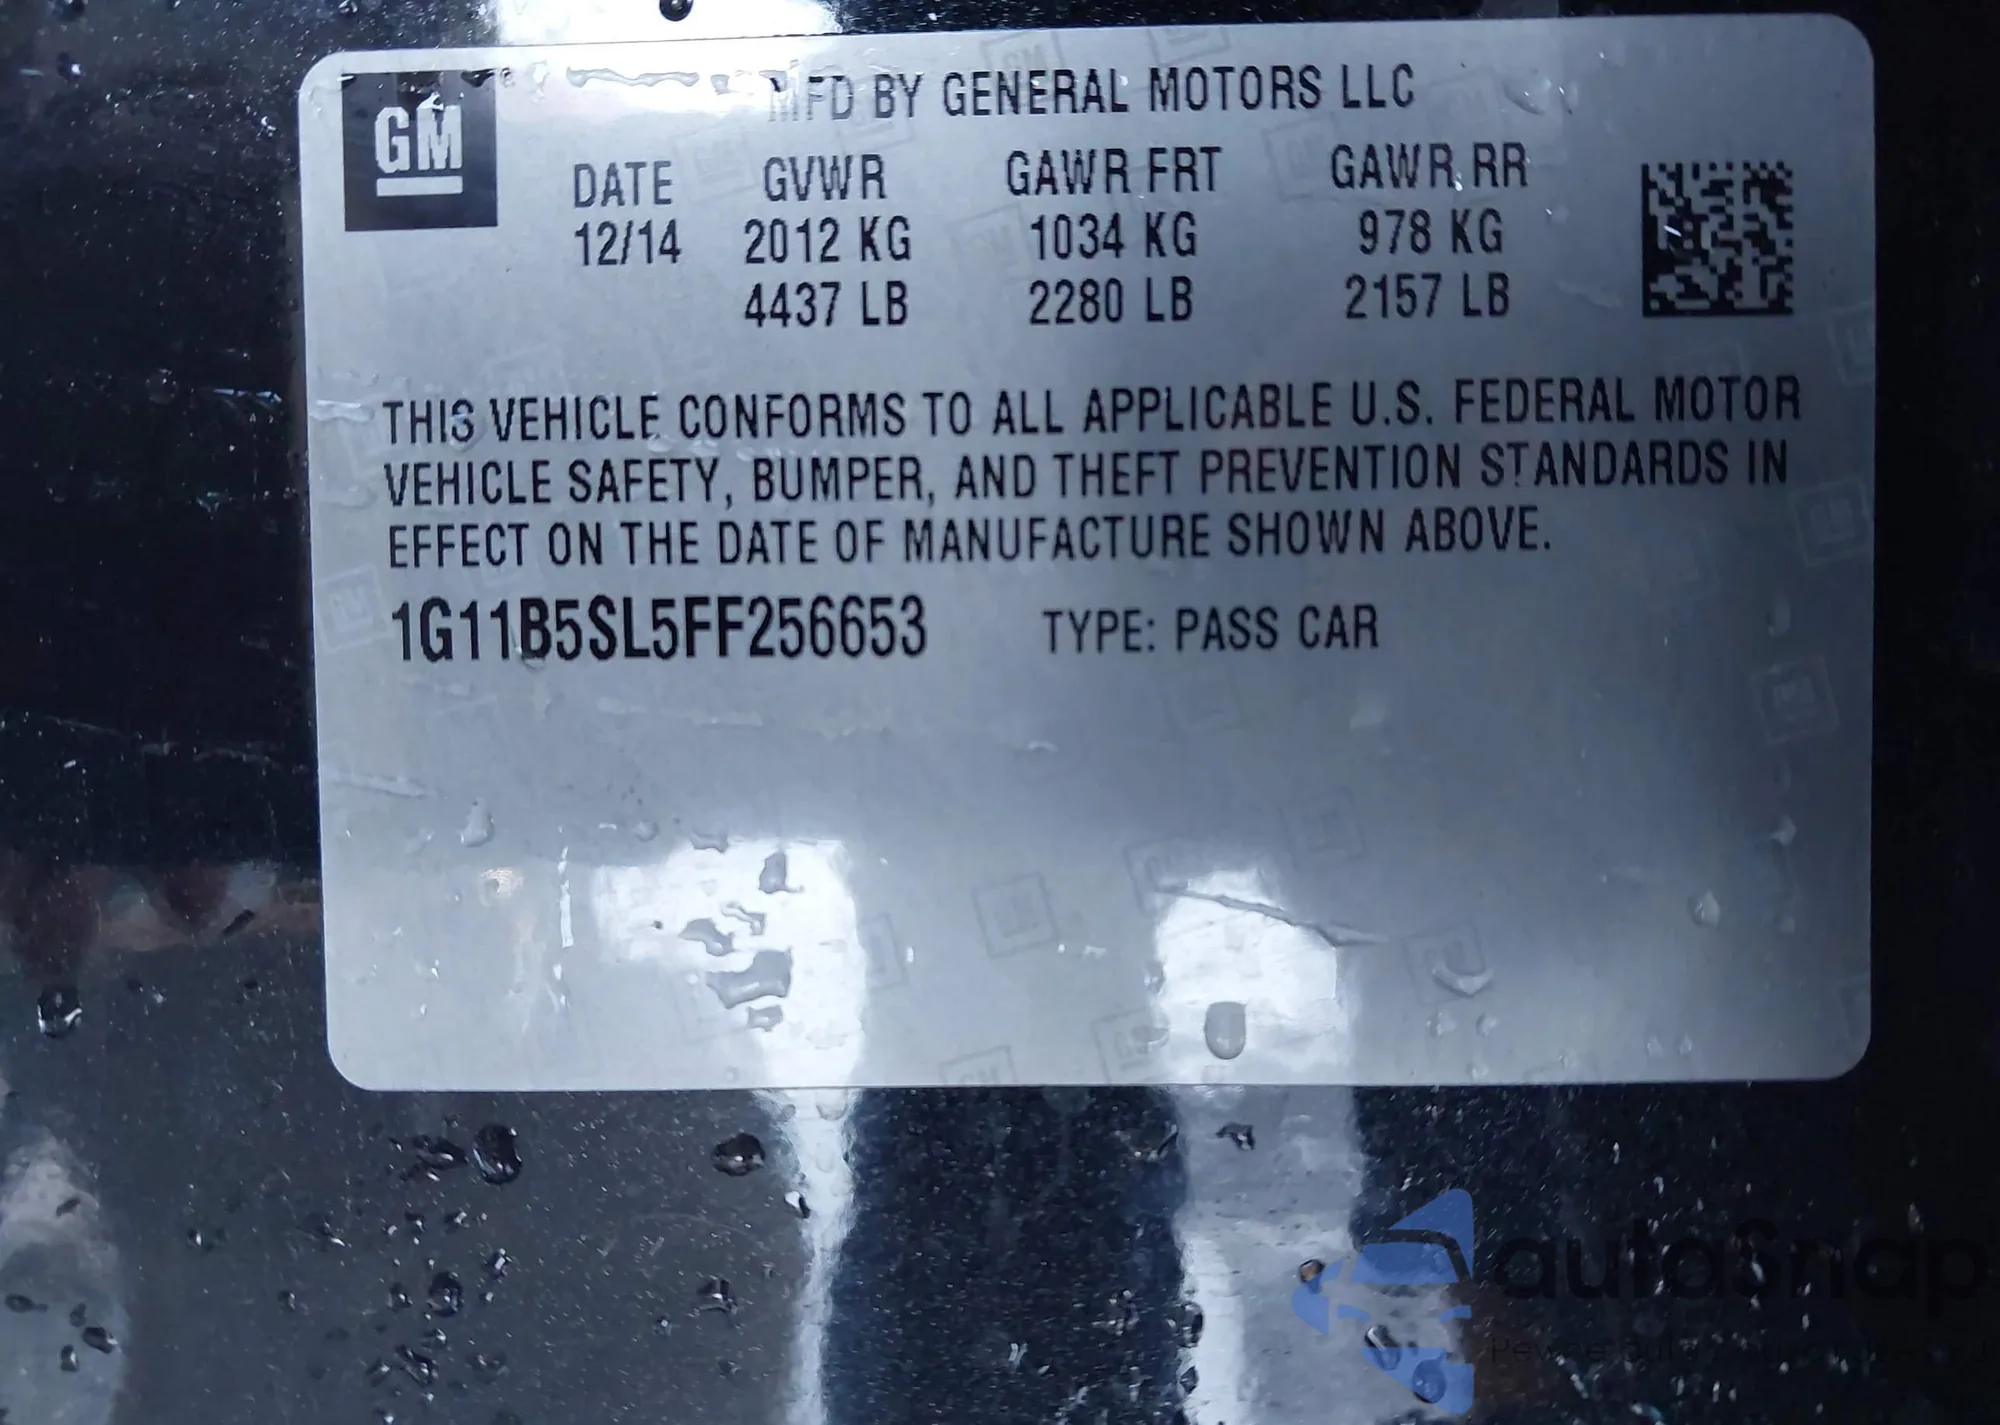 GM
MFD BY GENERAL MOTORS LLC
DATE GVWR GAWR FRT GAWR RR
12/14 2012 KG 1034 KG 978 KG
4437 LB 2280 LB 2157 LB
THIS VEHICLE CONFORMS TO ALL APPLICABLE U.S. FEDERAL MOTOR
VEHICLE SAFETY, BUMPER, AND THEFT PREVENTION STANDARDS IN
EFFECT ON THE DATE OF MANUFACTURE SHOWN ABOVE.
1G11B5SL5FF256653 TYPE: PASS CAR
autoSnap